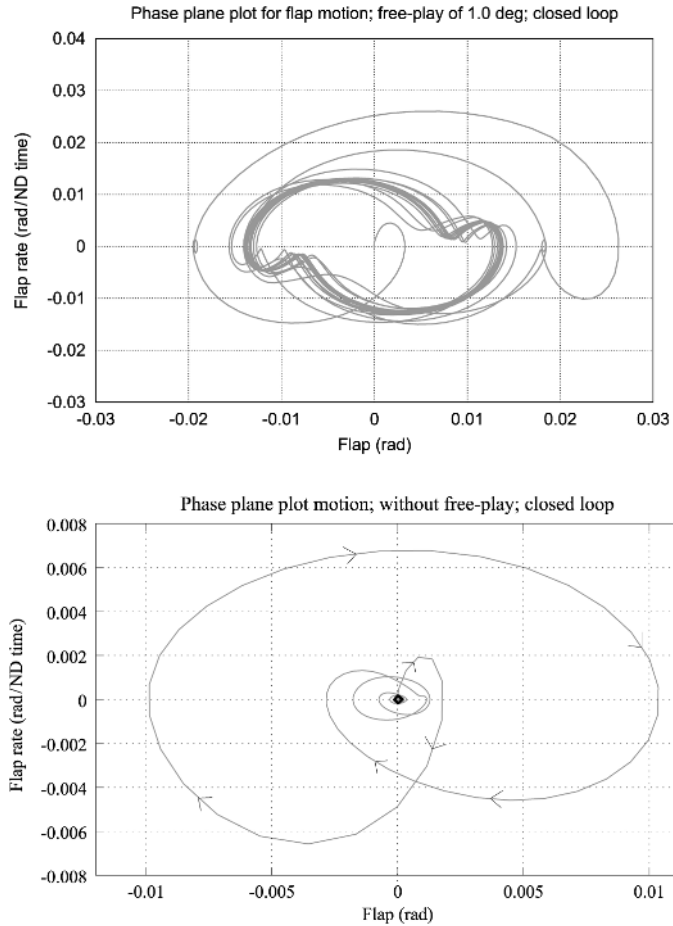 Phase plane plot for flap motion; free-play of 1.0 deg; closed loop
0.04
0.03
0.02
0.01
0
-0.01
-0.02
-0.03
Flap rate (rad/ND time)
-0.03 -0.02 -0.01 0 0.01 0.02 0.03
Flap (rad)
Phase plane plot motion; without free-play; closed loop
0.008
0.006
0.004
0.002
0
-0.002
-0.004
-0.006
-0.008
Flap rate (rad/ND time)
-0.01 -0.005 0 0.005 0.01
Flap (rad)